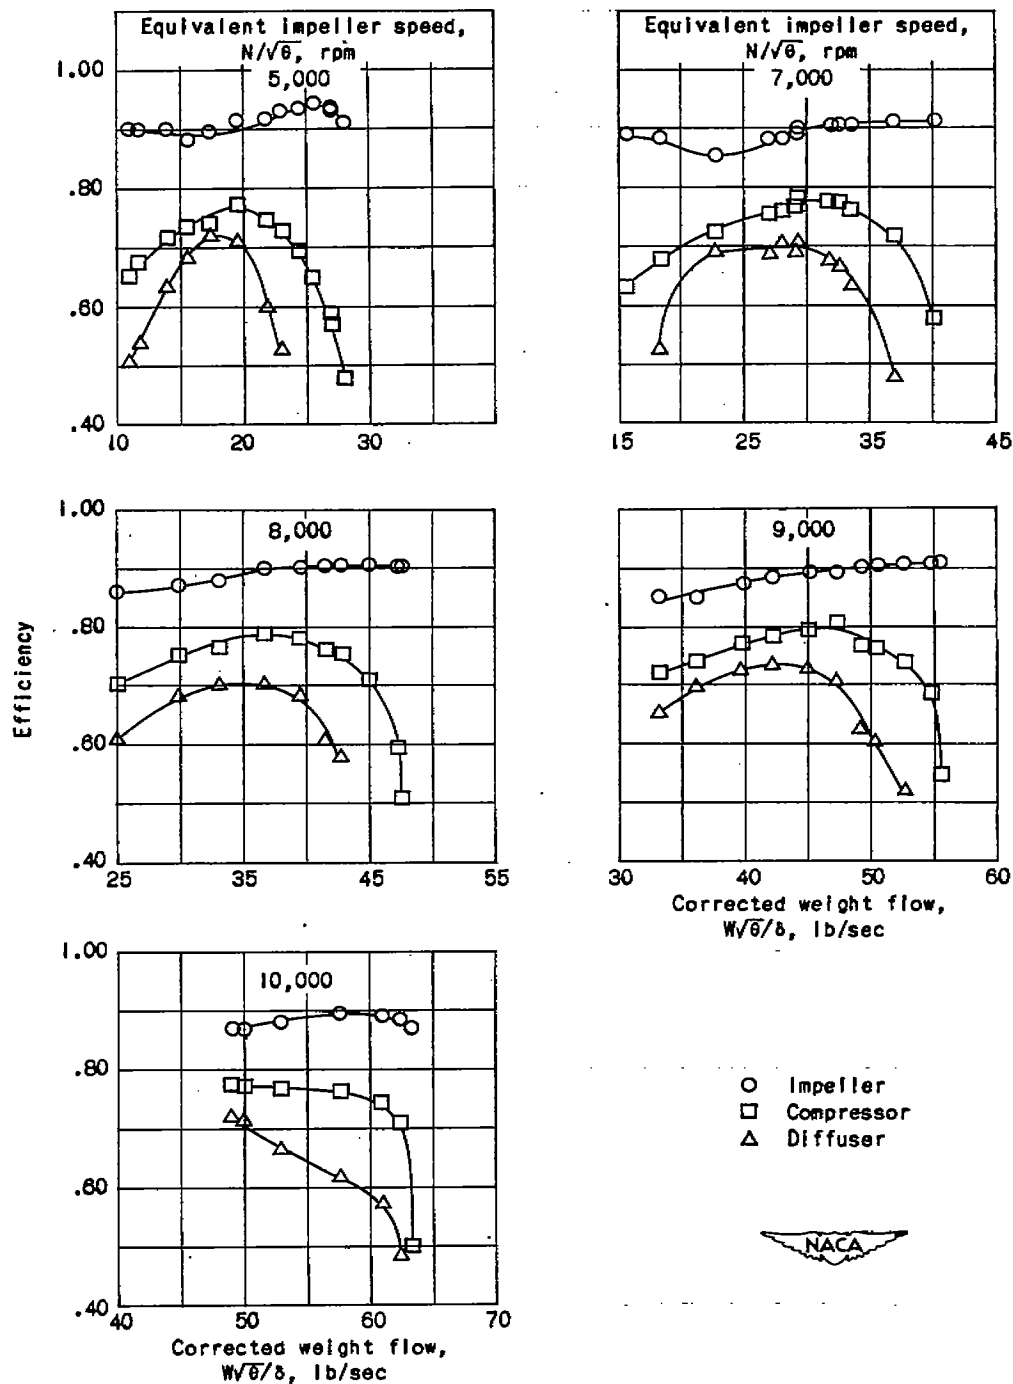 Equivalent impeller speed,
N/√θ, rpm
5,000
1.00
.80
.60
.40
10
20
30
Equivalent impeller speed,
N/√θ, rpm
7,000
15
25
35
45
Efficiency
1.00
8,000
.80
.60
.40
25
35
45
55
9,000
30
40
50
60
Corrected weight flow,
W√θ/δ, lb/sec
1.00
10,000
.80
.60
.40
40
50
60
70
Corrected weight flow,
W√θ/δ, lb/sec
Impeller
Compressor
Diffuser
NACA